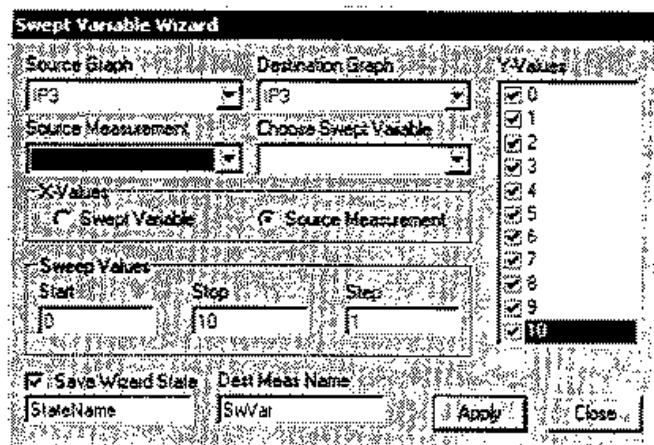 Swept Variable Wizard
Source Graph Destination Graph Y-Values
IP3 IP3
Source Measurement Choose Swept Variable
X-Values
Swept Variable Source Measurement
Sweep Values
Start Stop Step
0 10 1
0
1
2
3
4
5
6
7
8
9
10
Save Wizard State Dest Meas Name
StateName SwVar Apply Close